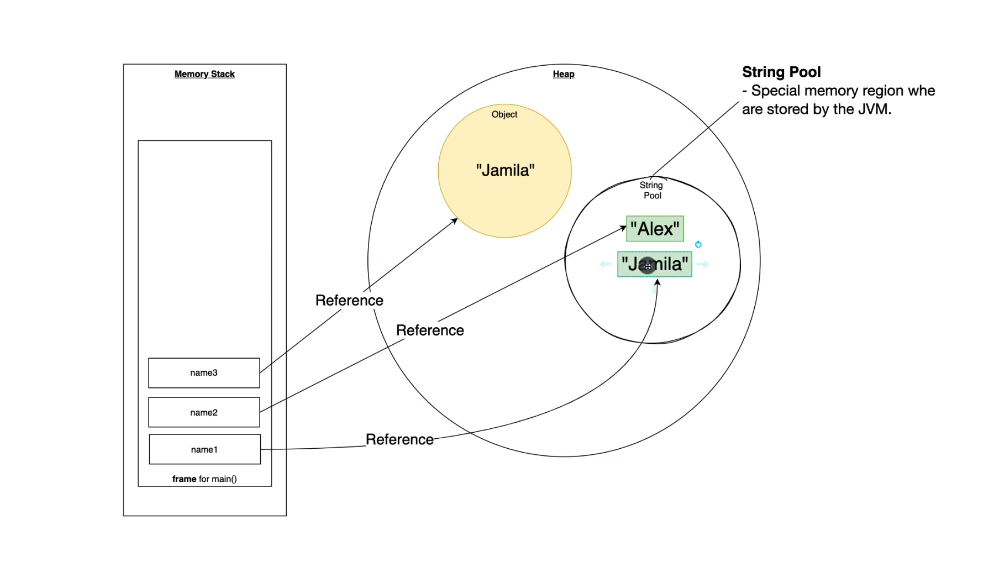 Memory Stack
Heap
String Pool
- Special memory region whe
are stored by the JVM.
Object
"Jamila"
String
Pool
"Alex"
"Jamila"
Reference
Reference
name3
name2
Reference
name1
frame for main()